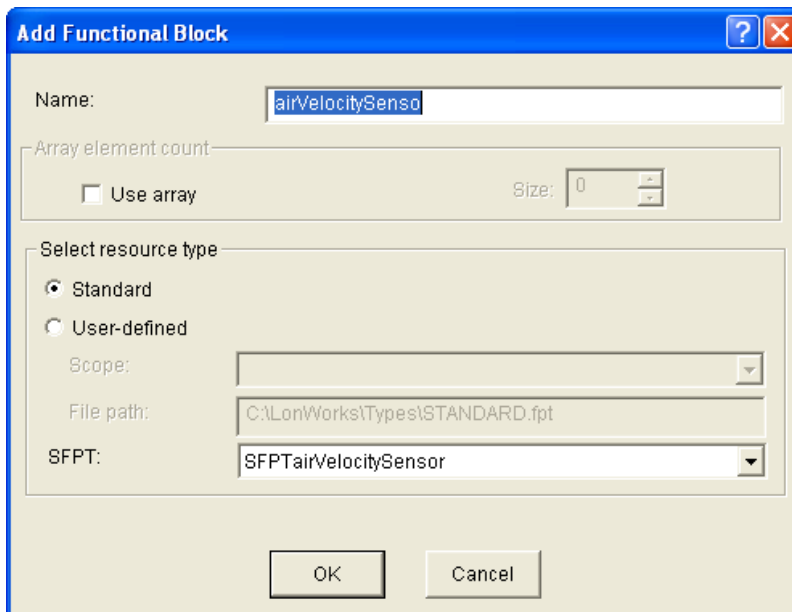 Add Functional Block
Name: airVelocitySenso
Array element count
Use array Size: 0
Select resource type
Standard
User-defined
Scope:
File path: C:\LonWorks\Types\STANDARD.fpt
SFPT: SFPTairVelocitySensor
OK Cancel